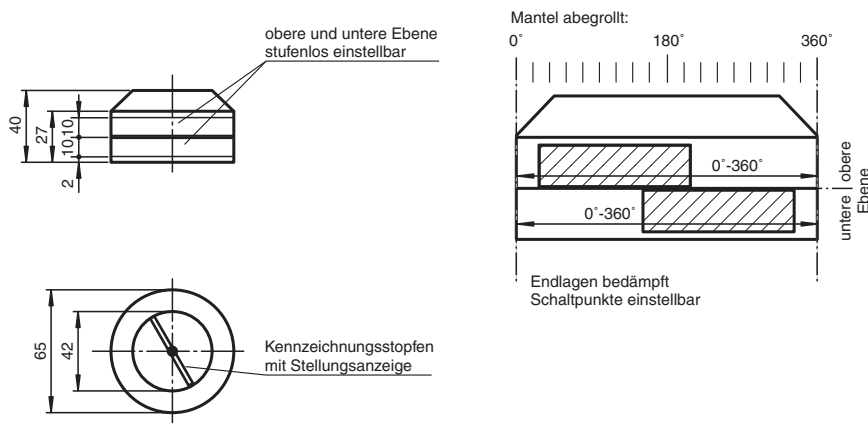 obere und untere Ebene
stufenlos einstellbar
40
27
10
10
2
Mantel abegrollt:
0° 180° 360°
0°-360°
0°-360°
obere
untere
Ebene
Endlagen bedämpft
Schaltpunkte einstellbar
65
42
Kennzeichnungsstopfen
mit Stellungsanzeige